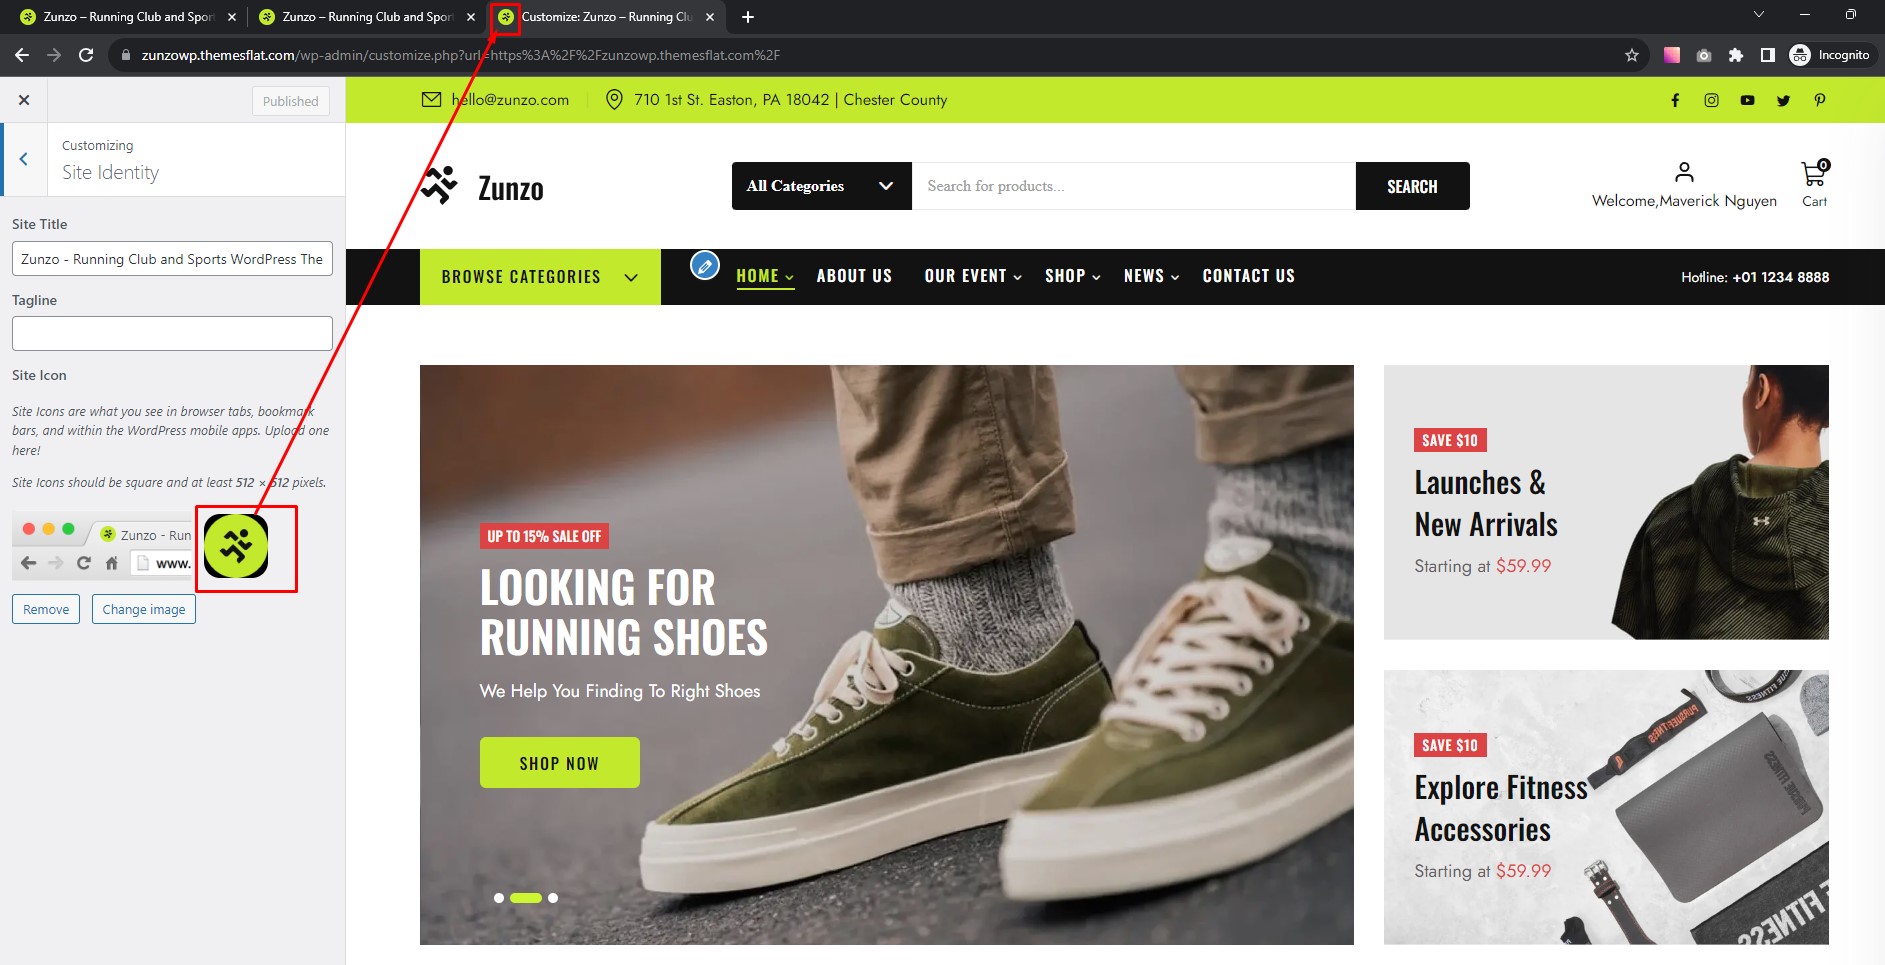 Zunzo – Running Club and Spor
Zunzo – Running Club and Spor
Customize: Zunzo – Running Clu
zunzowp.themesflat.com/wp-admin/customize.php?url=https%3A%2F%2Fzunzowp.themesflat.com%2F
Incognito
Published
Customizing
Site Identity
Site Title
Zunzo - Running Club and Sports WordPress The
Tagline
Site Icon
Site Icons are what you see in browser tabs, bookmark
bars, and within the WordPress mobile apps. Upload one
here!
Site Icons should be square and at least 512 × 512 pixels.
Zunzo - Run
www.
Remove
Change image
hello@zunzo.com
710 1st St. Easton, PA 18042 | Chester County
Zunzo
All Categories
Search for products...
SEARCH
Welcome,Maverick Nguyen
0
Cart
BROWSE CATEGORIES
HOME
ABOUT US
OUR EVENT
SHOP
NEWS
CONTACT US
Hotline: +01 1234 8888
UP TO 15% SALE OFF
LOOKING FOR
RUNNING SHOES
We Help You Finding To Right Shoes
SHOP NOW
SAVE $10
Launches &
New Arrivals
Starting at $59.99
SAVE $10
Explore Fitness
Accessories
Starting at $59.99